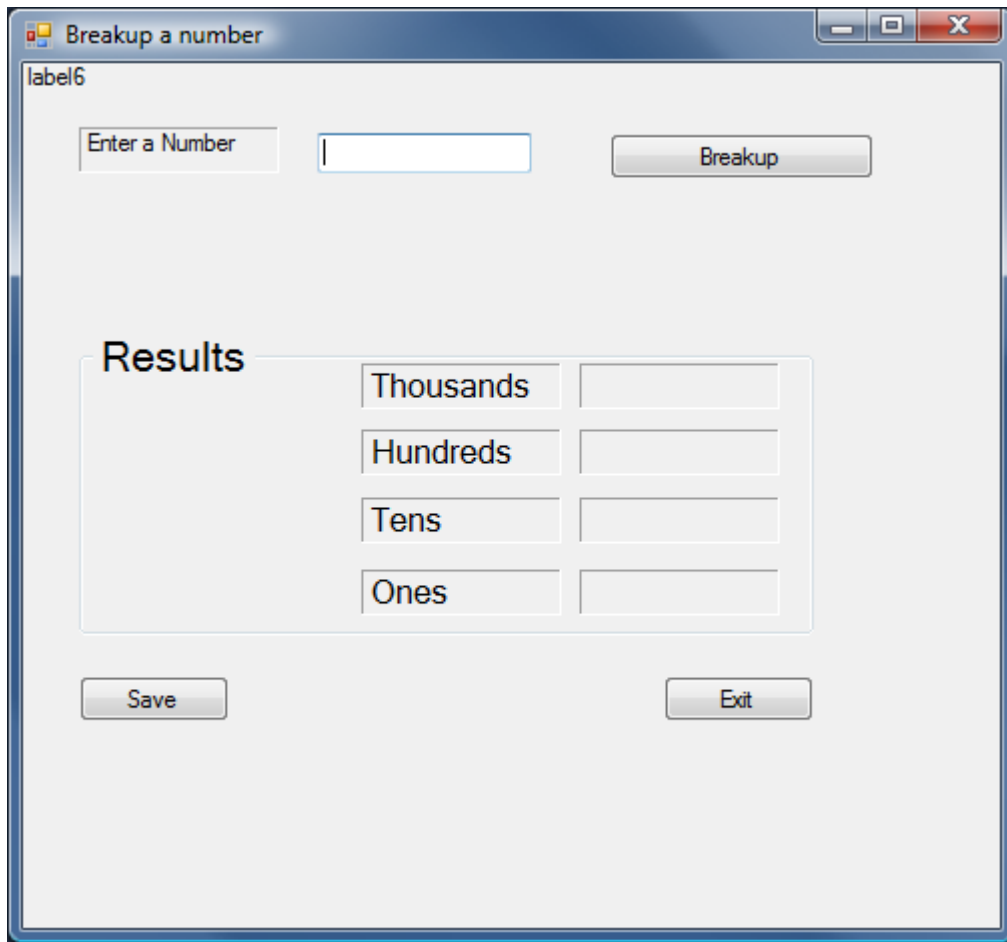 Breakup a number
label6
Enter a Number
Breakup
Results
Thousands
Hundreds
Tens
Ones
Save
Exit